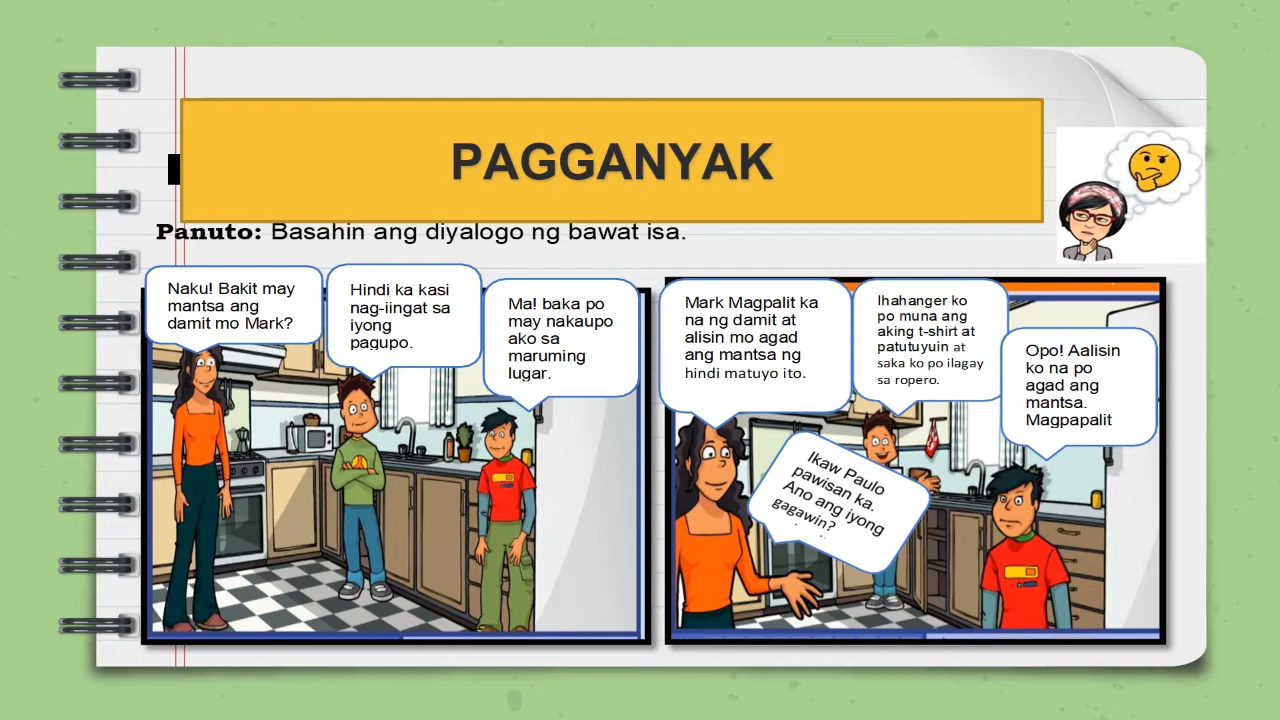 PAGGANYAK
Panuto: Basahin ang diyalogo ng bawat isa.
Naku! Bakit may
mantsa ang
damit mo Mark?
Hindi ka kasi
nag-iingat sa
iyong
pagupo.
Ma! baka po
may nakaupo
ako sa
maruming
lugar.
Mark Magpalit ka
na ng damit at
alisin mo agad
ang mantsa ng
hindi matuyo ito.
Ikaw Paulo
pawisan ka.
Ano ang iyong
gagawin?
Ihahanger ko
po muna ang
aking t-shirt at
patutuyuin at
saka ko po ilagay
sa ropero.
Opo! Aalisin
ko na po
agad ang
mantsa.
Magpapalit